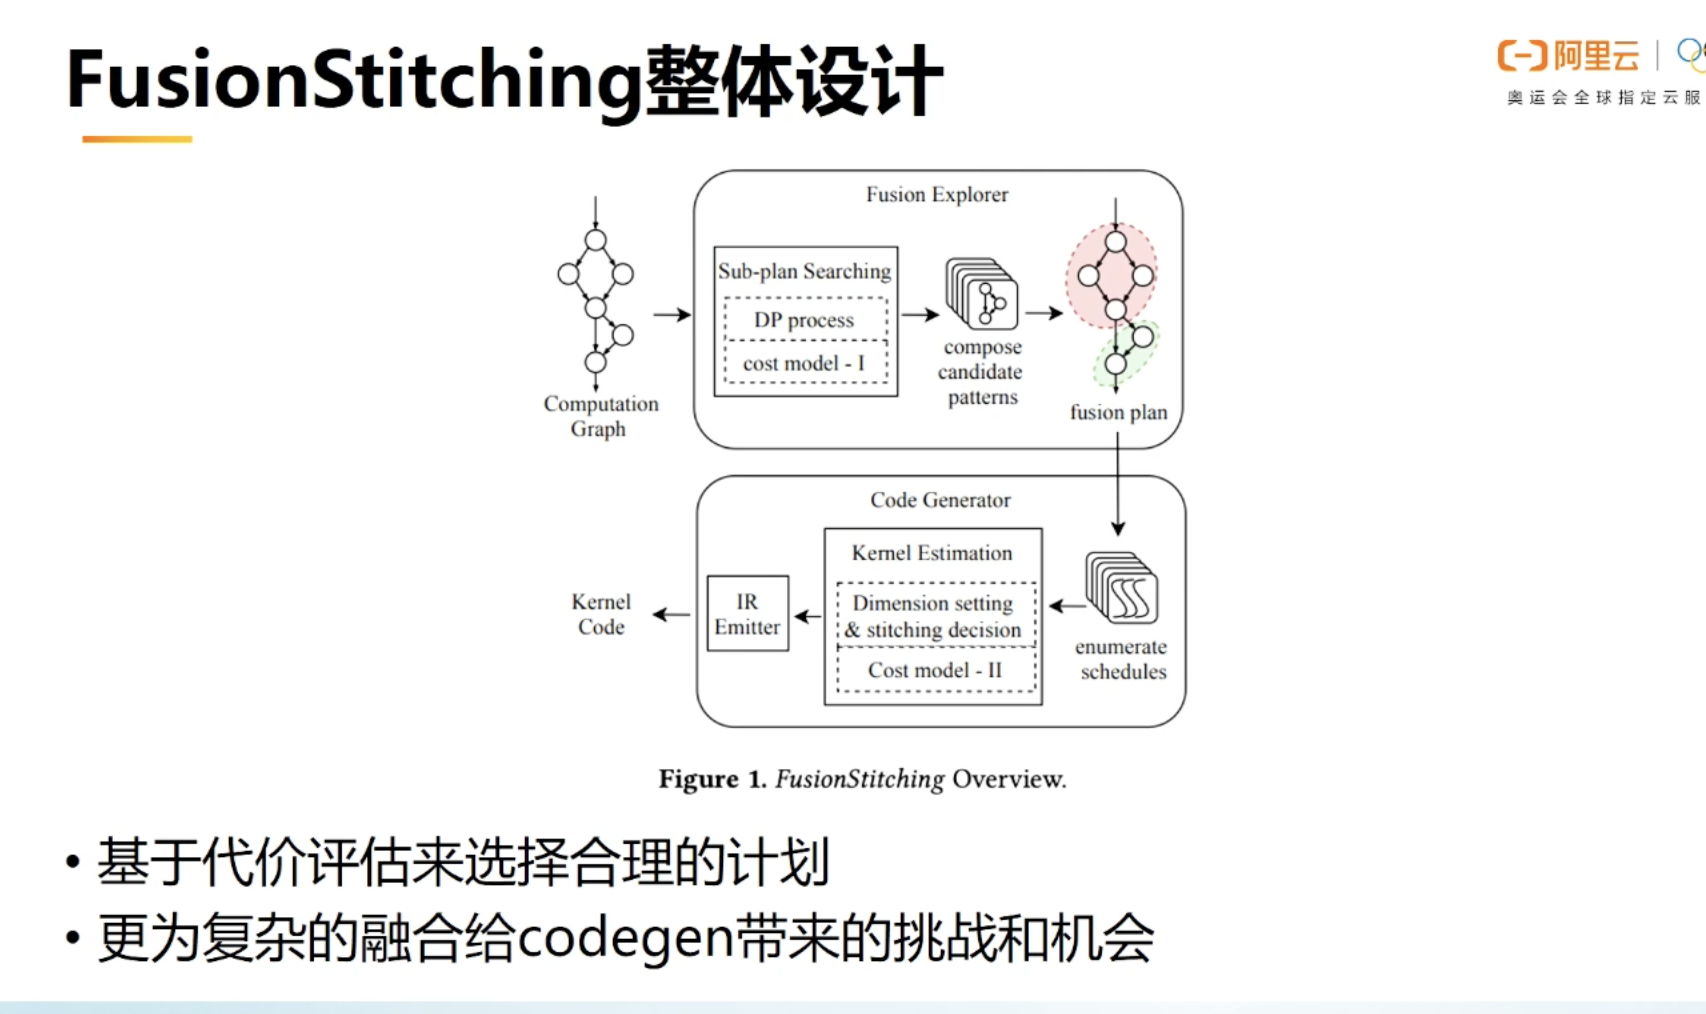 FusionStitching整体设计
阿里云
奥运会全球指定云服
Fusion Explorer
Sub-plan Searching
DP process
cost model - I
compose
candidate
patterns
fusion plan
Computation
Graph
Code Generator
Kernel Estimation
Dimension setting
& stitching decision
Cost model - II
IR
Emitter
Kernel
Code
enumerate
schedules
Figure 1. FusionStitching Overview.
• 基于代价评估来选择合理的计划
• 更为复杂的融合给codegen带来的挑战和机会